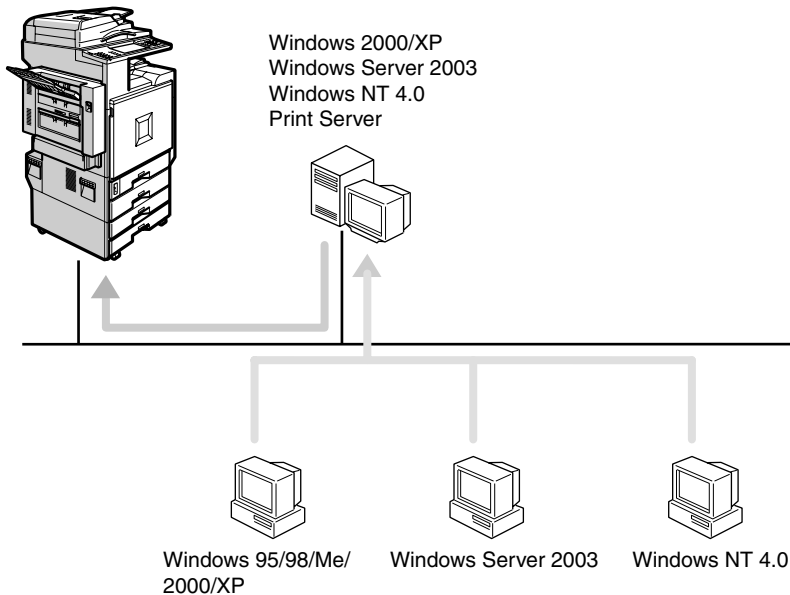 Windows 2000/XP
Windows Server 2003
Windows NT 4.0
Print Server
Windows 95/98/Me/
2000/XP
Windows Server 2003
Windows NT 4.0